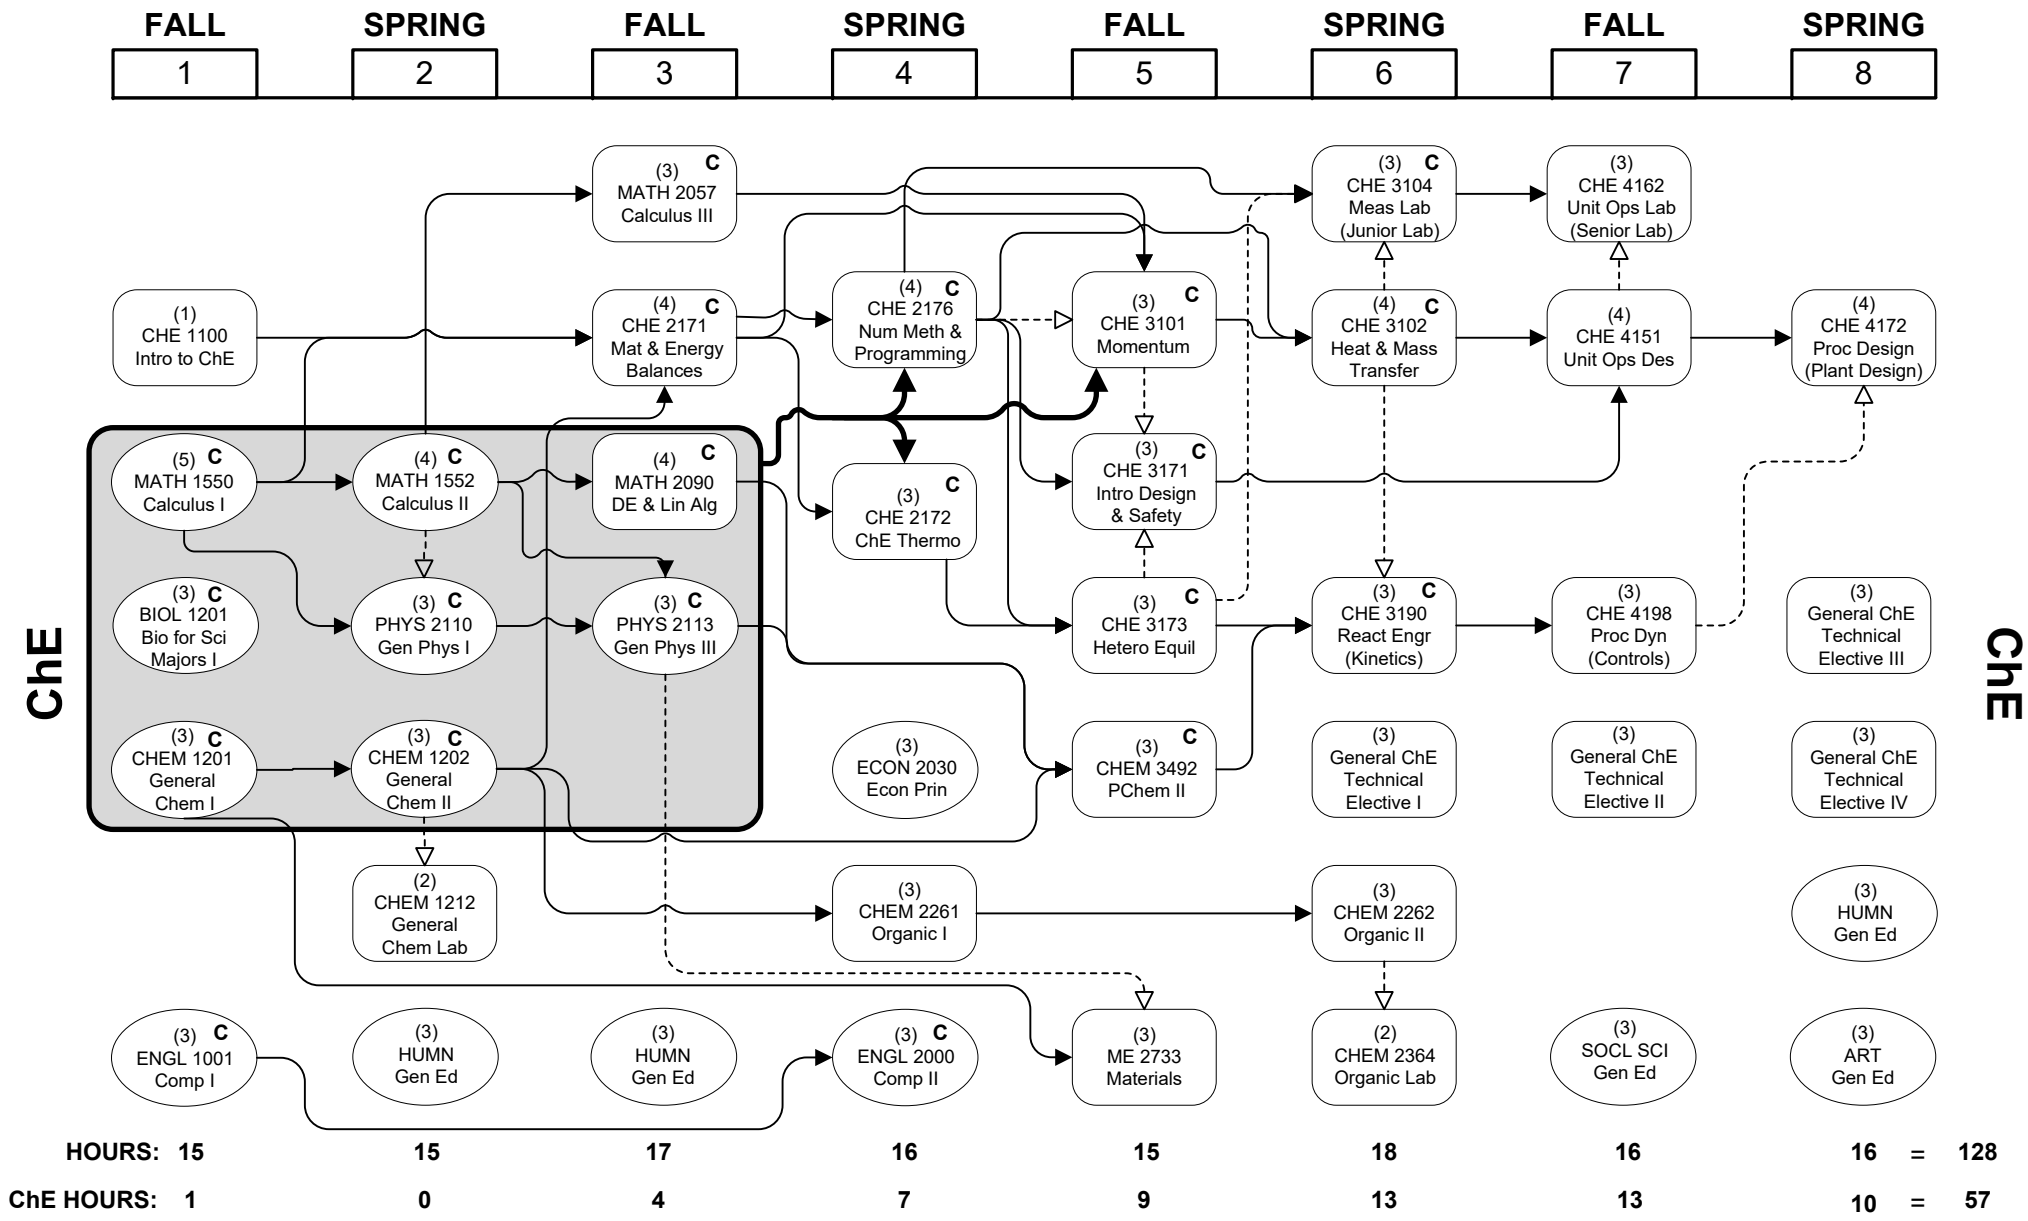 FALL SPRING FALL SPRING FALL SPRING FALL SPRING
1 2 3 4 5 6 7 8
(3) C
MATH 2057
Calculus III
(3) C
CHE 3104
Meas Lab
(Junior Lab)
(3)
CHE 4162
Unit Ops Lab
(Senior Lab)
(1)
CHE 1100
Intro to ChE
(4) C
CHE 2171
Mat & Energy
Balances
(4) C
CHE 2176
Num Meth &
Programming
(3) C
CHE 3101
Momentum
(4) C
CHE 3102
Heat & Mass
Transfer
(4)
CHE 4151
Unit Ops Des
(4)
CHE 4172
Proc Design
(Plant Design)
(5) C
MATH 1550
Calculus I
(4) C
MATH 1552
Calculus II
(4) C
MATH 2090
DE & Lin Alg
(3) C
CHE 2172
ChE Thermo
(3) C
CHE 3171
Intro Design
& Safety
(3) C
BIOL 1201
Bio for Sci
Majors I
(3) C
PHYS 2110
Gen Phys I
(3) C
PHYS 2113
Gen Phys III
(3) C
CHE 3173
Hetero Equil
(3) C
CHE 3190
React Engr
(Kinetics)
(3)
CHE 4198
Proc Dyn
(Controls)
(3)
General ChE
Technical
Elective III
ChE
ChE
(3) C
CHEM 1201
General
Chem I
(3) C
CHEM 1202
General
Chem II
(3)
ECON 2030
Econ Prin
(3) C
CHEM 3492
PChem II
(3)
General ChE
Technical
Elective I
(3)
General ChE
Technical
Elective II
(3)
General ChE
Technical
Elective IV
(2)
CHEM 1212
General
Chem Lab
(3)
CHEM 2261
Organic I
(3)
CHEM 2262
Organic II
(3)
HUMN
Gen Ed
(3) C
ENGL 1001
Comp I
(3)
HUMN
Gen Ed
(3)
HUMN
Gen Ed
(3) C
ENGL 2000
Comp II
(3)
ME 2733
Materials
(2)
CHEM 2364
Organic Lab
(3)
SOCL SCI
Gen Ed
(3)
ART
Gen Ed
HOURS: 15 15 17 16 15 18 16 16 = 128
ChE HOURS: 1 0 4 7 9 13 13 10 = 57